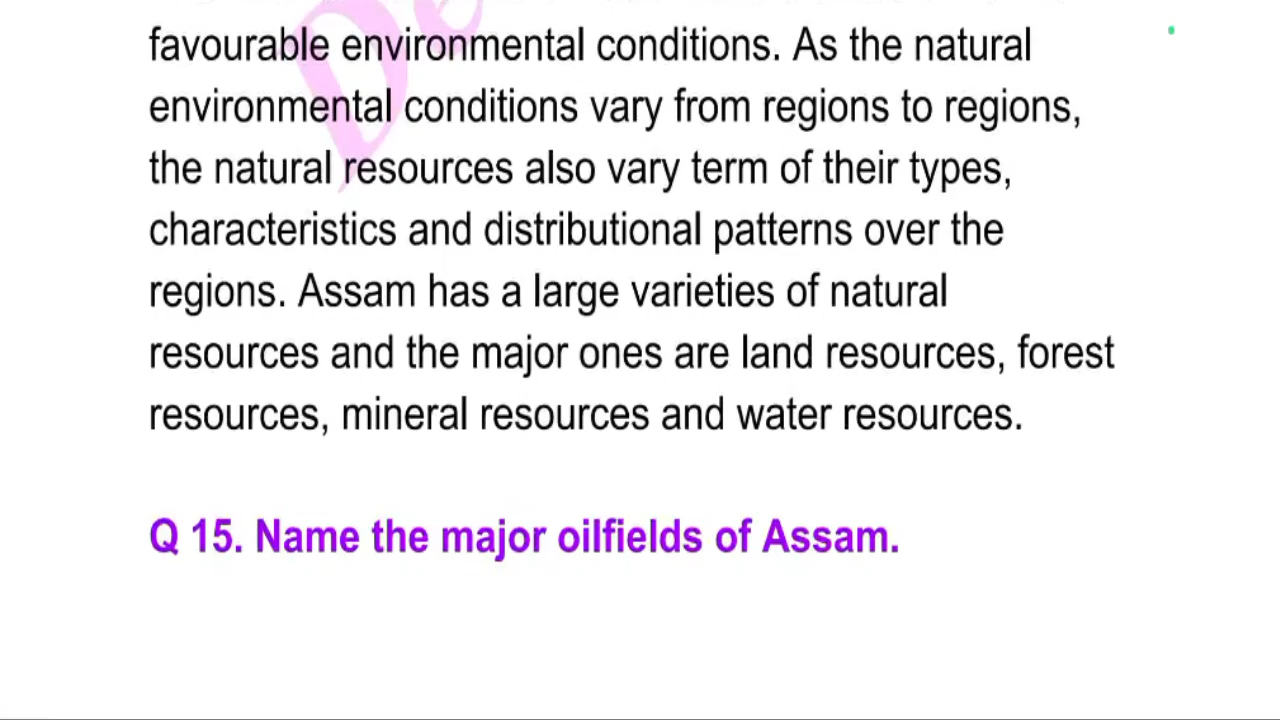 favourable environmental conditions. As the natural
environmental conditions vary from regions to regions,
the natural resources also vary term of their types,
characteristics and distributional patterns over the
regions. Assam has a large varieties of natural
resources and the major ones are land resources, forest
resources, mineral resources and water resources.
Q 15. Name the major oilfields of Assam.